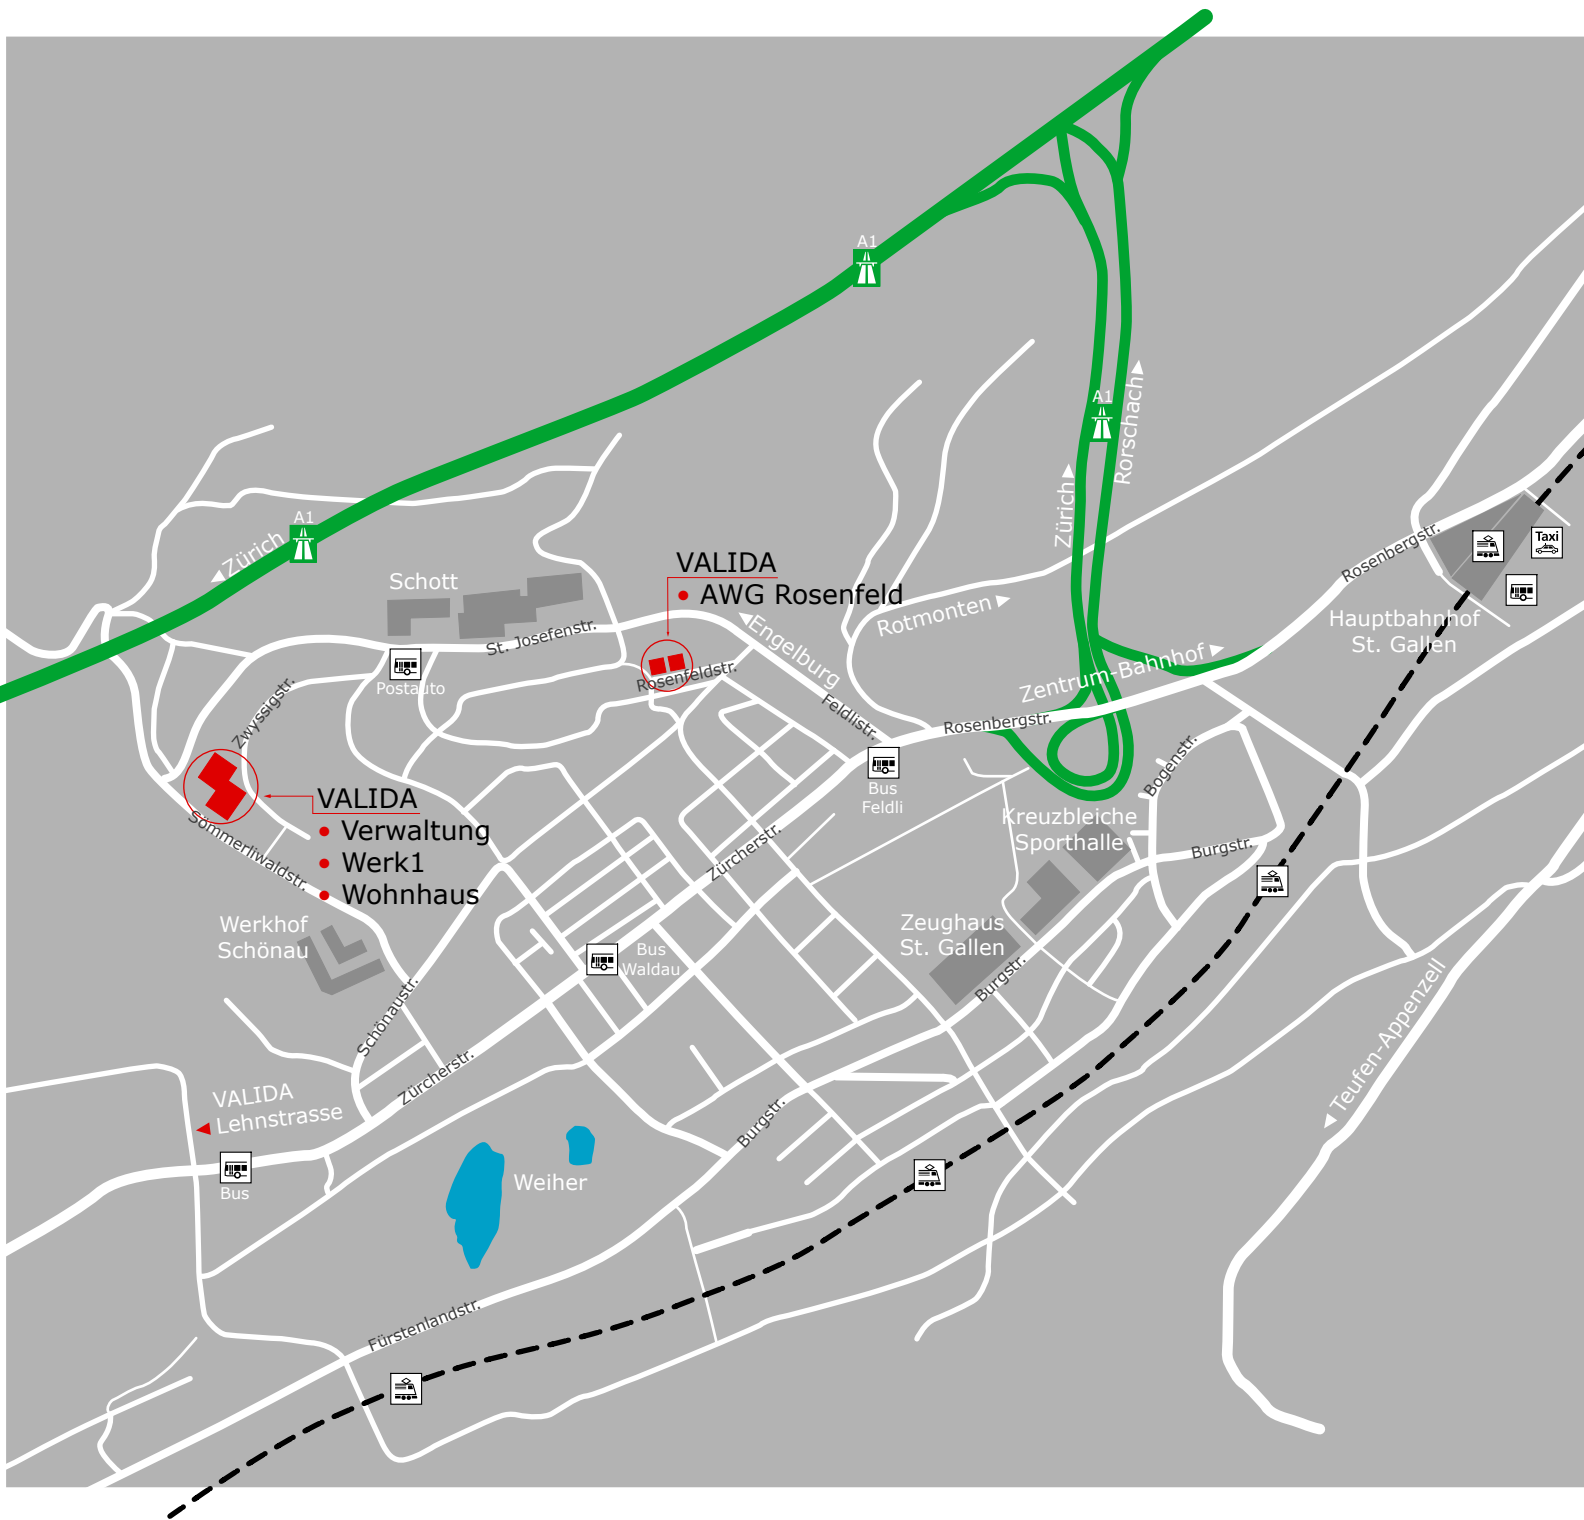 A1
A1
Rorschach
Zürich
A1
Zürich
Rosenbergstr.
Taxi
Hauptbahnhof
St. Gallen
VALIDA
• AWG Rosenfeld
Schott
Rotmonten
St. Josefenstr.
Engelburg
Postauto
Rosenfeldstr.
Zentrum-Bahnhof
Zwyssigstr.
Feldlistr.
Rosenbergstr.
Bogenstr.
Bus
Feldli
VALIDA
• Verwaltung
• Werk1
• Wohnhaus
Sömmerliwaldstr.
Kreuzbleiche
Sporthalle
Zürcherstr.
Burgstr.
Werkhof
Schönau
Zeughaus
St. Gallen
Bus
Waldau
Burgstr.
Schönaustr.
Teufen-Appenzell
Zürcherstr.
VALIDA
Lehnstrasse
Burgstr.
Weiher
Bus
Fürstenlandstr.